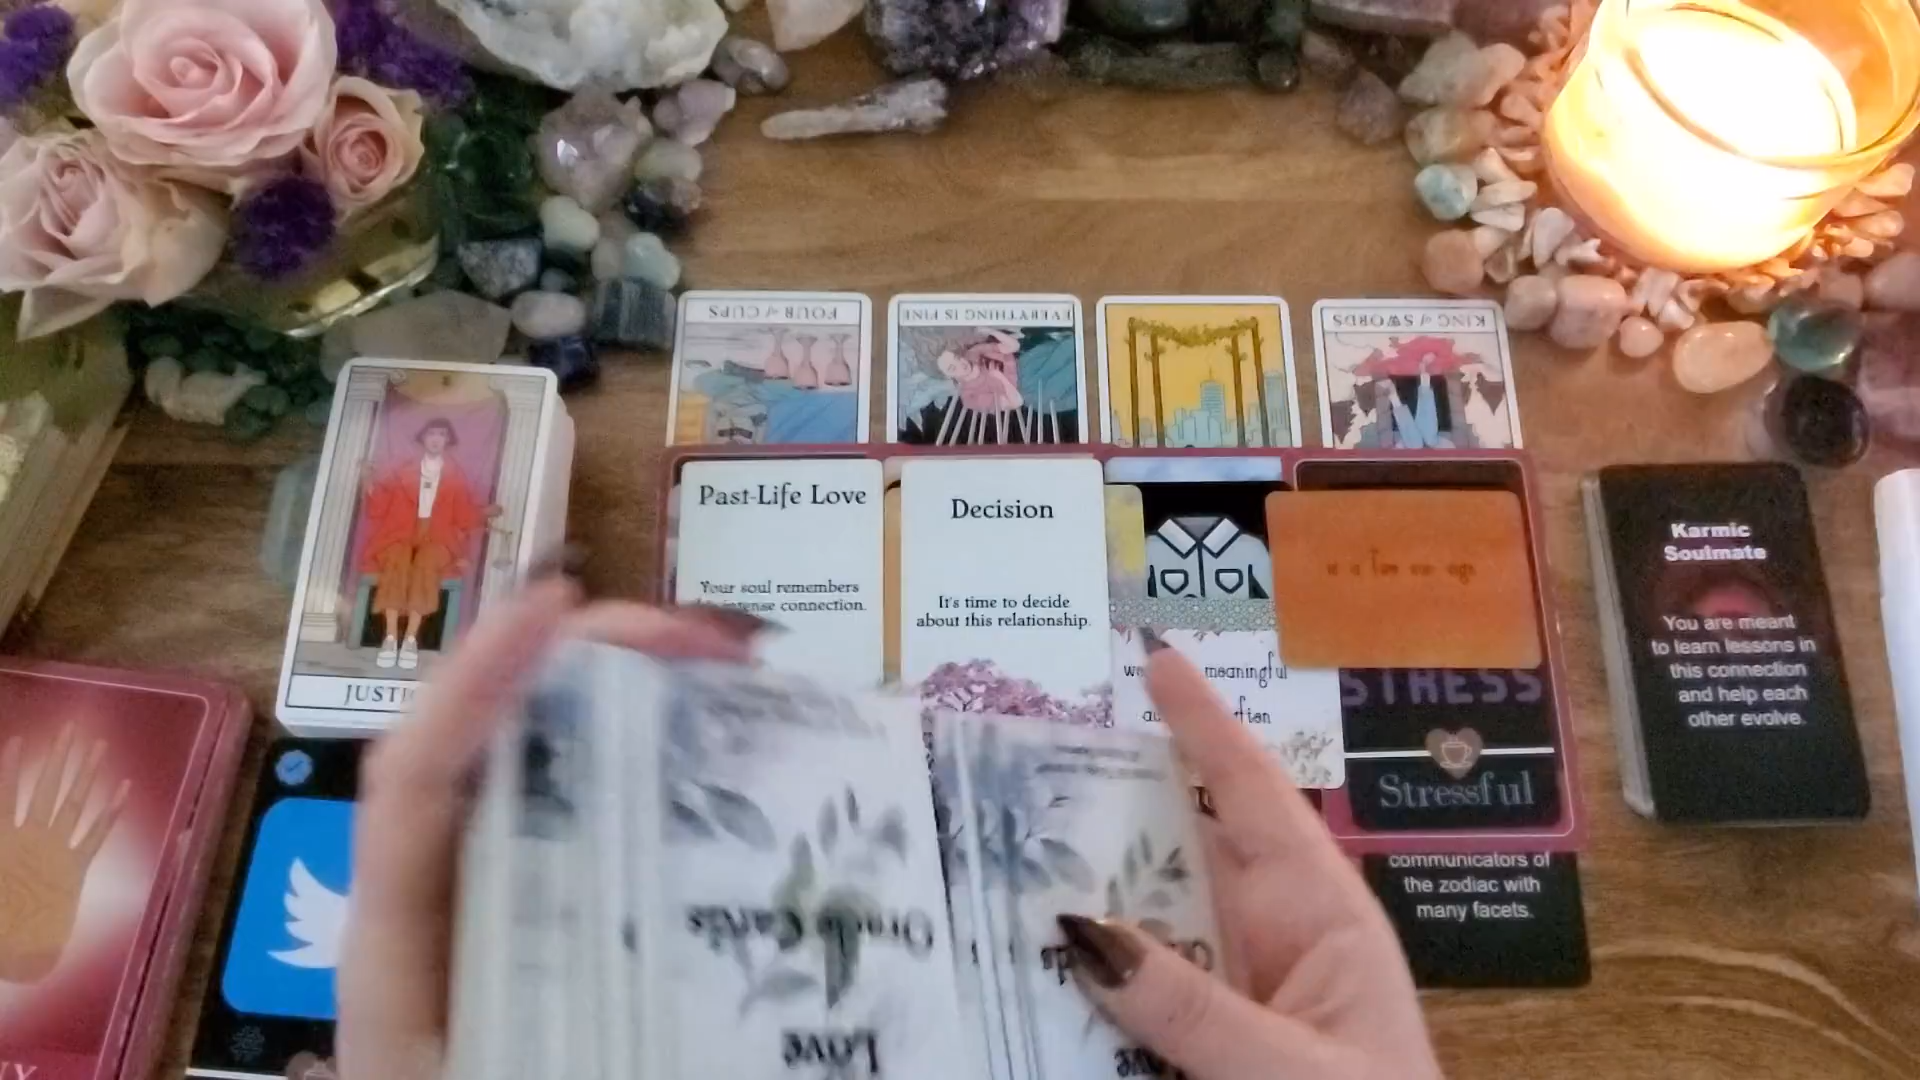 FOUR of CUPS
EVERYTHING IS FINE
KING of SWORDS
Past-Life Love
Your soul remembers
intense connection.
Decision
It's time to decide
about this relationship.
meaningful
STRESS
Stressful
communicators of
the zodiac with
many facets.
Karmic
Soulmate
You are meant
to learn lessons in
this connection
and help each
other evolve.
JUSTI
Love
Oracle Cards